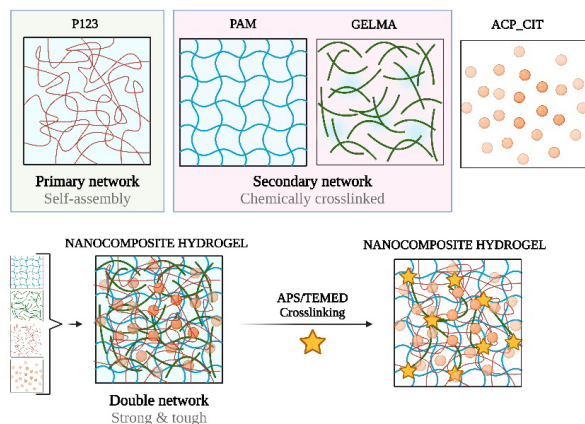 P123
PAM
GELMA
ACP_CIT
Primary network
Self-assembly
Secondary network
Chemically crosslinked
NANOCOMPOSITE HYDROGEL
APS/TEMED
Crosslinking
NANOCOMPOSITE HYDROGEL
Double network
Strong & tough